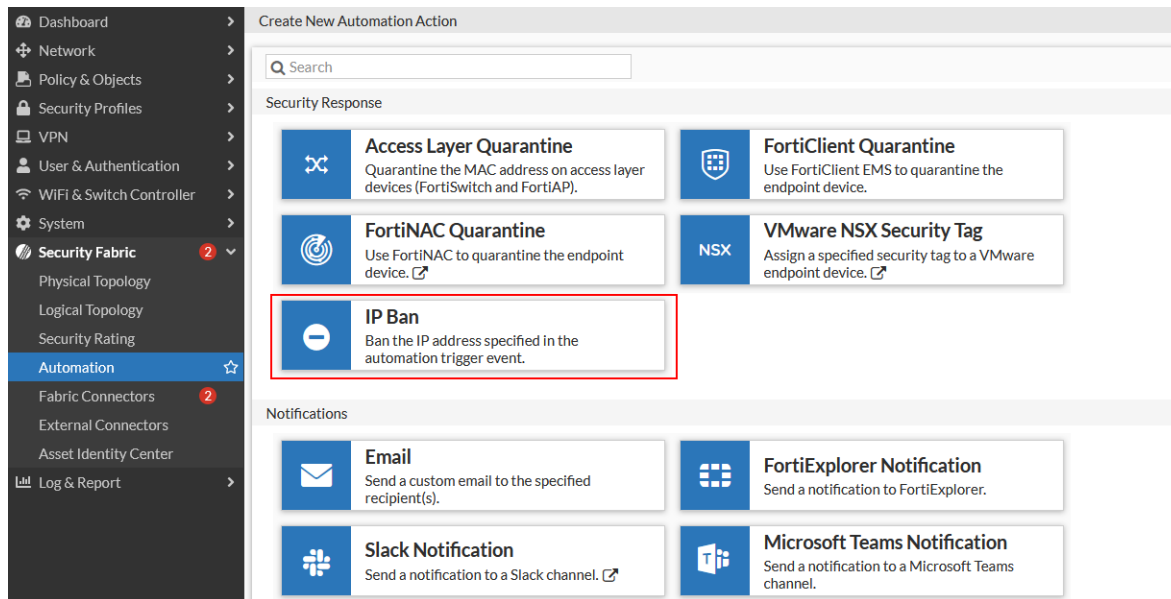 Dashboard
Network
Policy & Objects
Security Profiles
VPN
User & Authentication
WiFi & Switch Controller
System
Security Fabric 2
Physical Topology
Logical Topology
Security Rating
Automation
Fabric Connectors 2
External Connectors
Asset Identity Center
Log & Report
Create New Automation Action
Search
Security Response
Access Layer Quarantine
Quarantine the MAC address on access layer
devices (FortiSwitch and FortiAP).
FortiClient Quarantine
Use FortiClient EMS to quarantine the
endpoint device.
FortiNAC Quarantine
Use FortiNAC to quarantine the endpoint
device.
NSX
VMware NSX Security Tag
Assign a specified security tag to a VMware
endpoint device.
IP Ban
Ban the IP address specified in the
automation trigger event.
Notifications
Email
Send a custom email to the specified
recipient(s).
FortiExplorer Notification
Send a notification to FortiExplorer.
Slack Notification
Send a notification to a Slack channel.
T
Microsoft Teams Notification
Send a notification to a Microsoft Teams
channel.